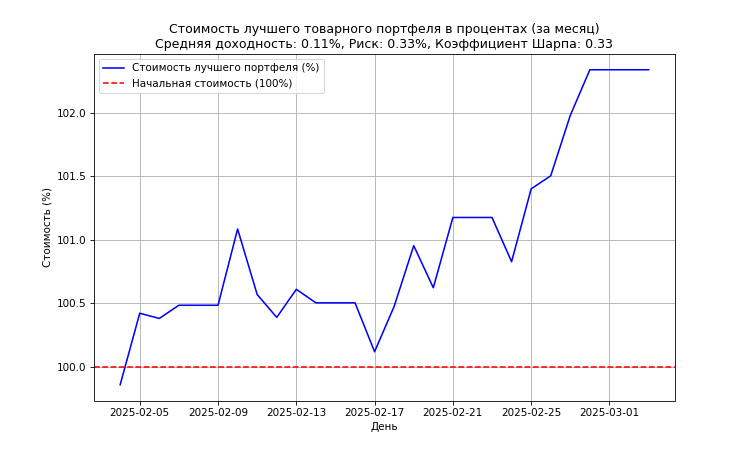 Стоимость лучшего товарного портфеля в процентах (за месяц)
Средняя доходность: 0.11%, Риск: 0.33%, Коэффициент Шарпа: 0.33
Стоимость лучшего портфеля (%)
Начальная стоимость (100%)
Стоимость (%)
102.0
101.5
101.0
100.5
100.0
2025-02-05
2025-02-09
2025-02-13
2025-02-17
2025-02-21
2025-02-25
2025-03-01
День